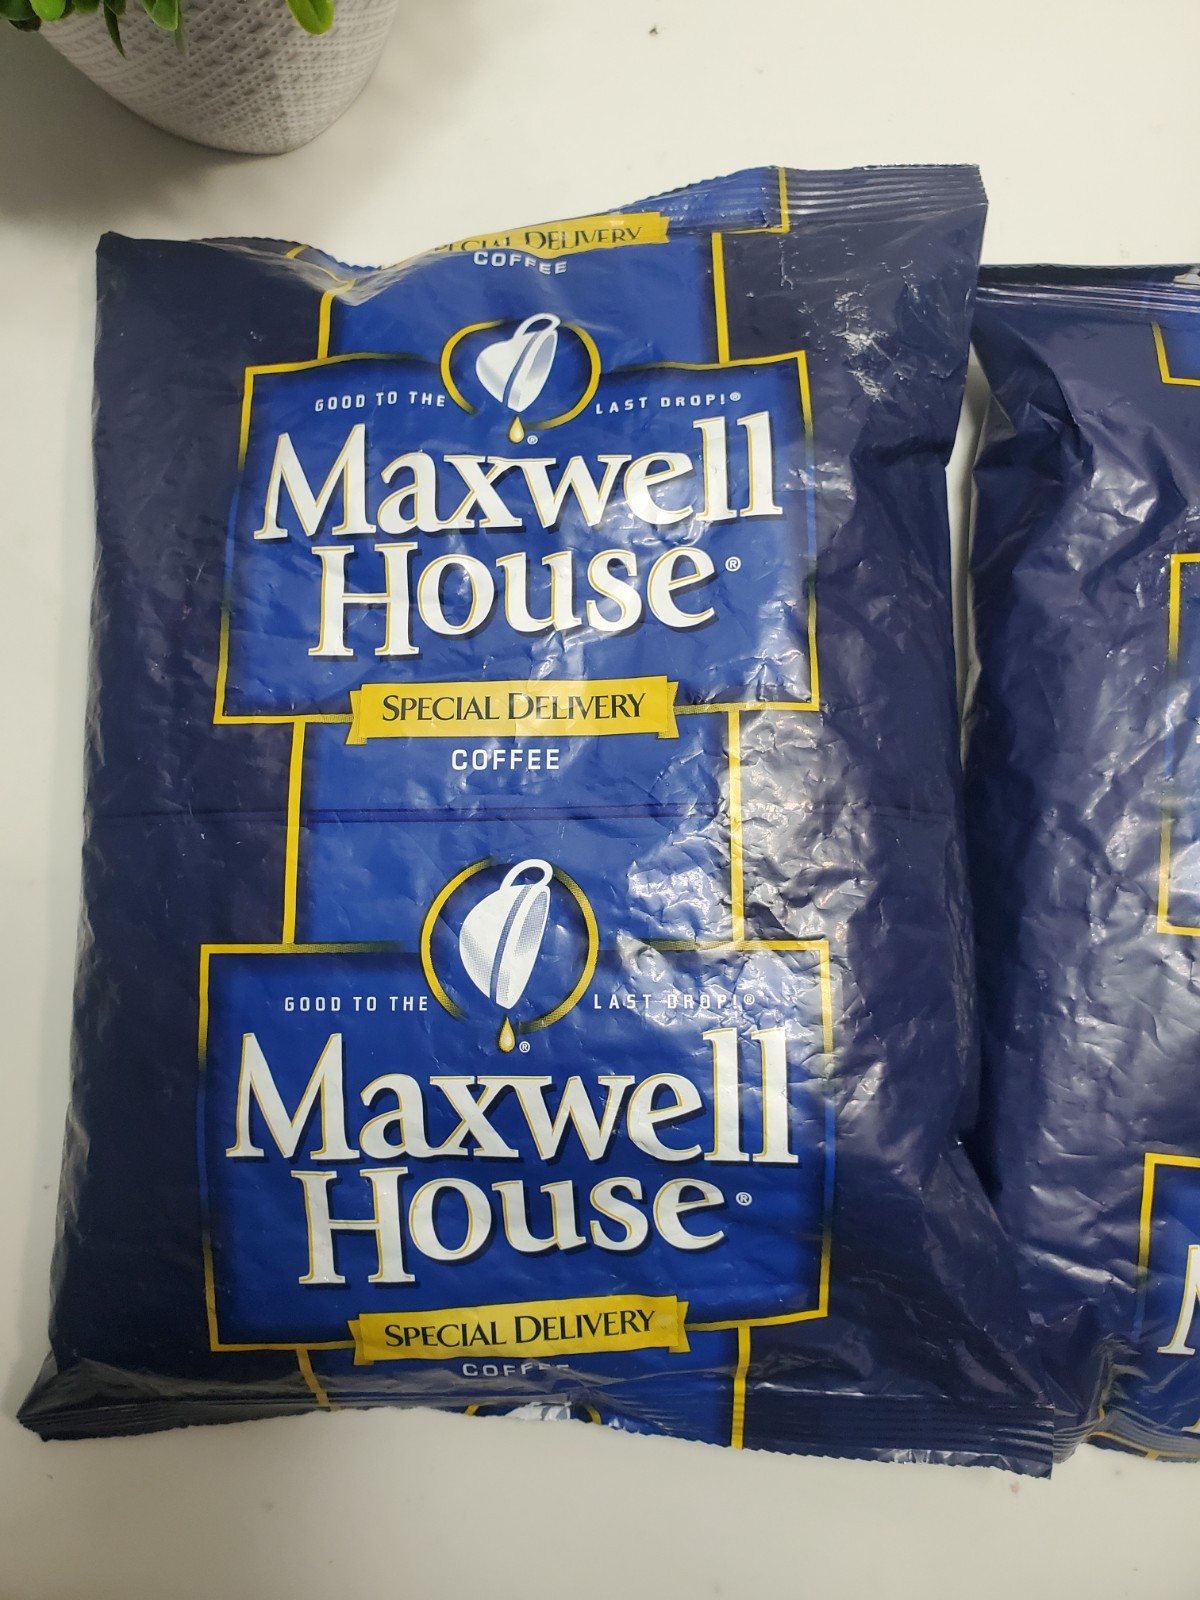 SPECIAL DELIVERY
COFFEE
GOOD TO THE LAST DROP!®
®
Maxwell
House®
SPECIAL DELIVERY
COFFEE
GOOD TO THE LAST DROP!®
®
Maxwell
House®
SPECIAL DELIVERY
COFFEE